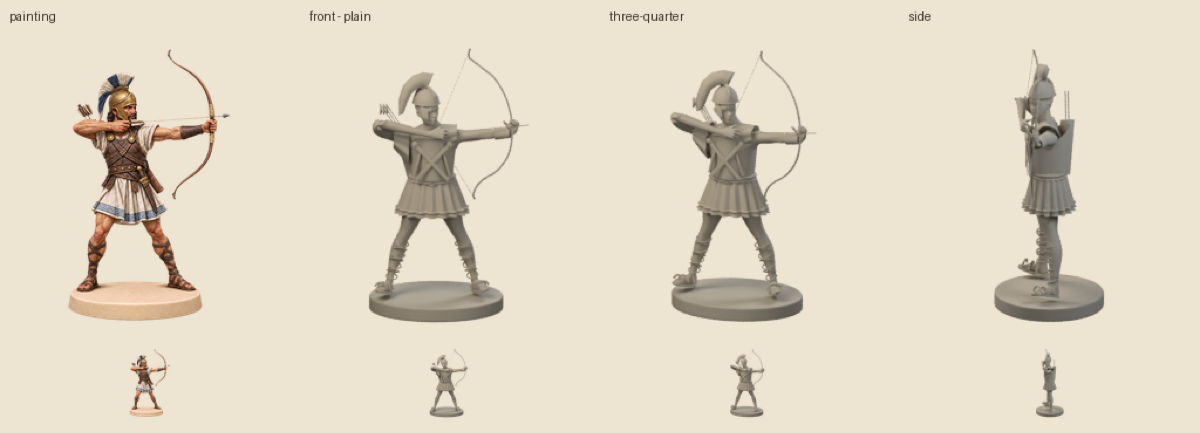 painting
front - plain
three-quarter
side